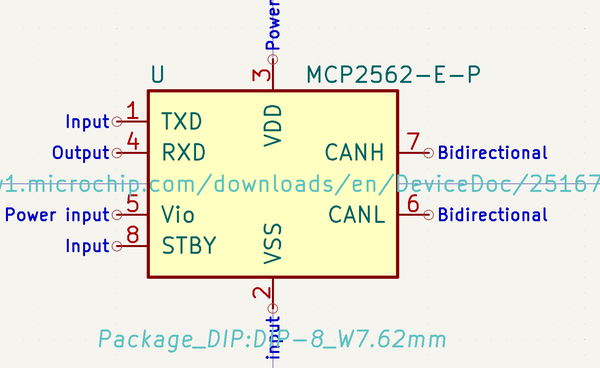 Power
U MCP2562-E-P
3
VDD
Input 1 TXD
Output 4 RXD CANH 7 Bidirectional
1.microchip.com/downloads/en/DeviceDoc/25167
Power input 5 Vio CANL 6 Bidirectional
Input 8 STBY
VSS
2
Package_DIP:DIP-8_W7.62mm
input